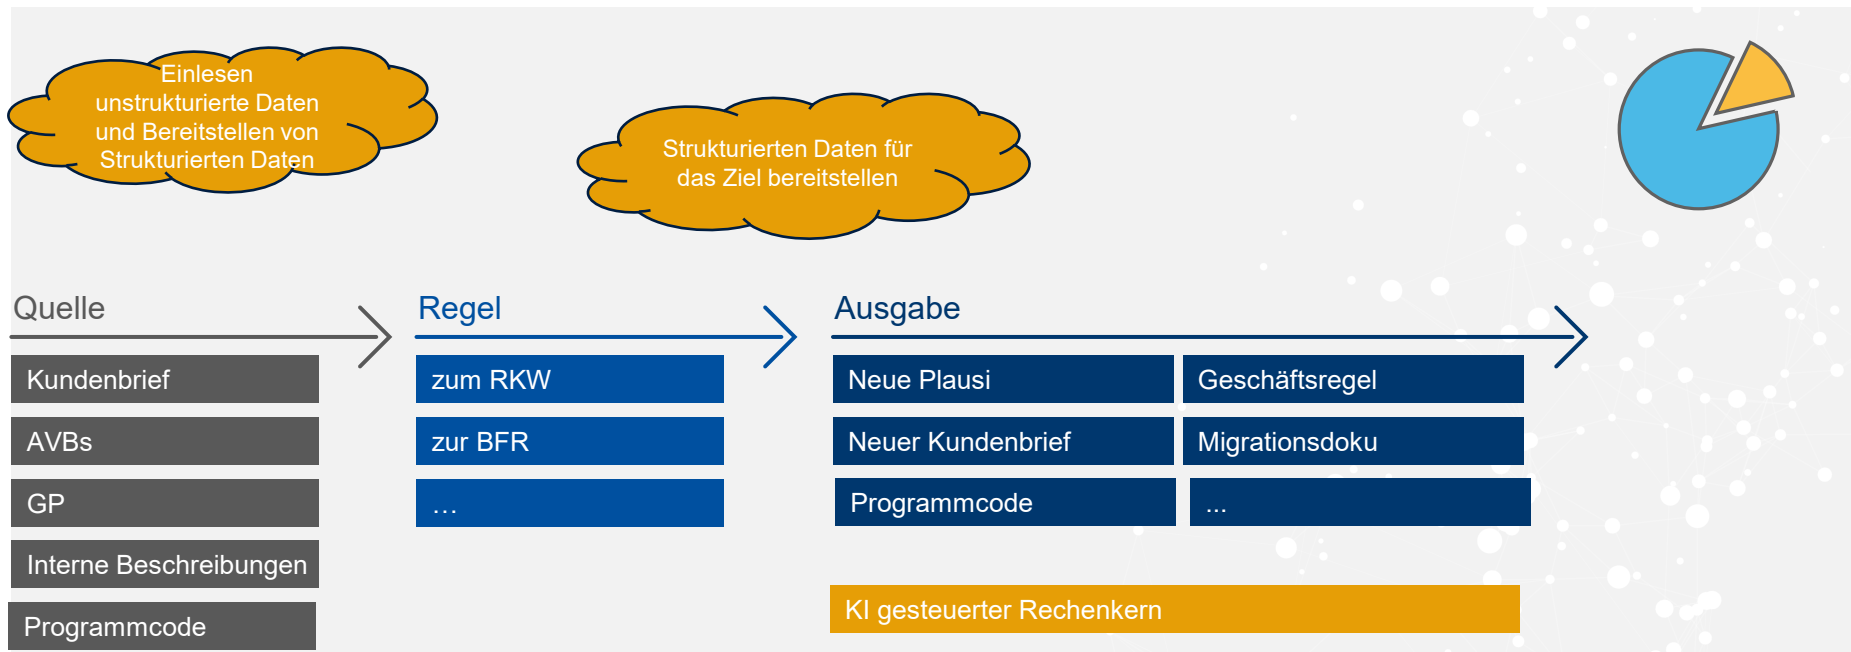 Einlesen
unstrukturierte Daten
und Bereitstellen von
Strukturierten Daten
Strukturierten Daten für
das Ziel bereitstellen
Quelle
Kundenbrief
AVBs
GP
Interne Beschreibungen
Programmcode
Regel
zum RKW
zur BFR
...
Ausgabe
Neue Plausi
Geschäftsregel
Neuer Kundenbrief
Migrationsdoku
Programmcode
...
KI gesteuerter Rechenkern